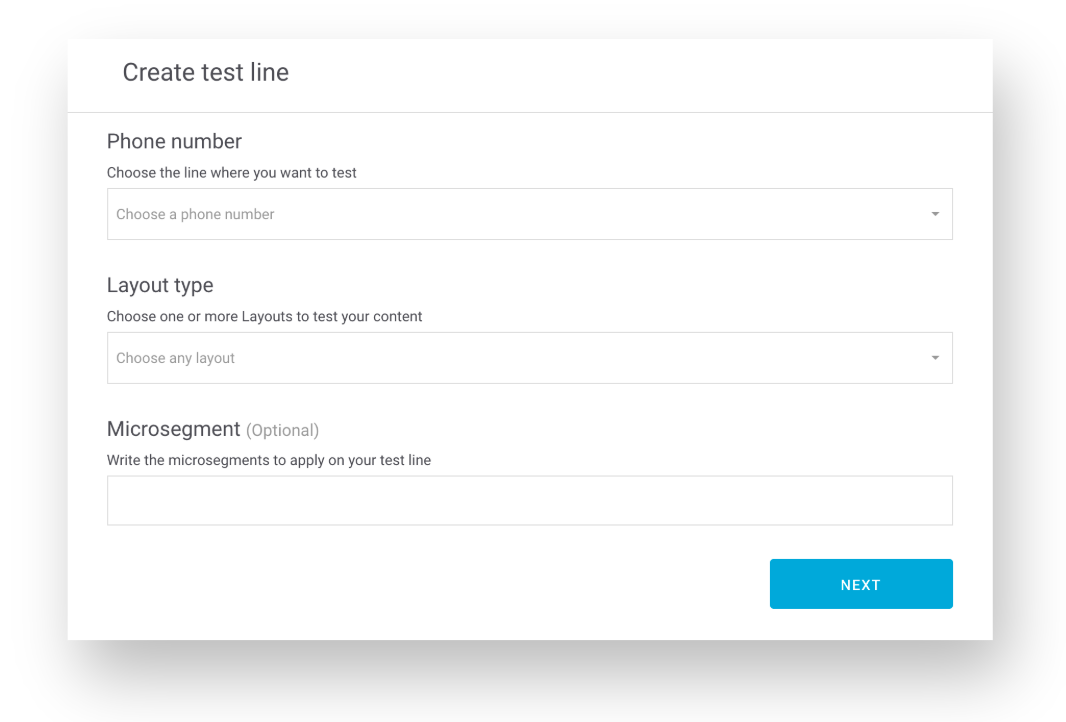 Create test line
Phone number
Choose the line where you want to test
Choose a phone number
Layout type
Choose one or more Layouts to test your content
Choose any layout
Microsegment (Optional)
Write the microsegments to apply on your test line
NEXT